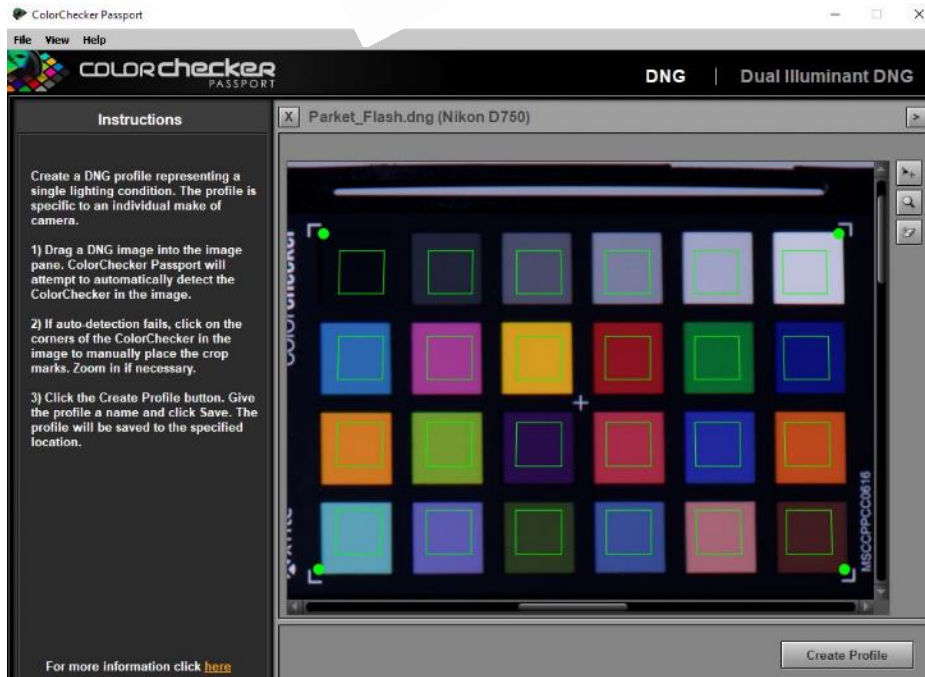 ColorChecker Passport
File View Help
colorchecker
PASSPORT
DNG | Dual Illuminant DNG
Instructions
X Parket_Flash.dng (Nikon D750) >
Create a DNG profile representing a
single lighting condition. The profile is
specific to an individual make of
camera.
1) Drag a DNG image into the image
pane. ColorChecker Passport will
attempt to automatically detect the
ColorChecker in the image.
2) If auto-detection fails, click on the
corners of the ColorChecker in the
image to manually place the crop
marks. Zoom in if necessary.
3) Click the Create Profile button. Give
the profile a name and click Save. The
profile will be saved to the specified
location.
For more information click here
colorchecker
x-rite
MSCCPPCC0616
Create Profile